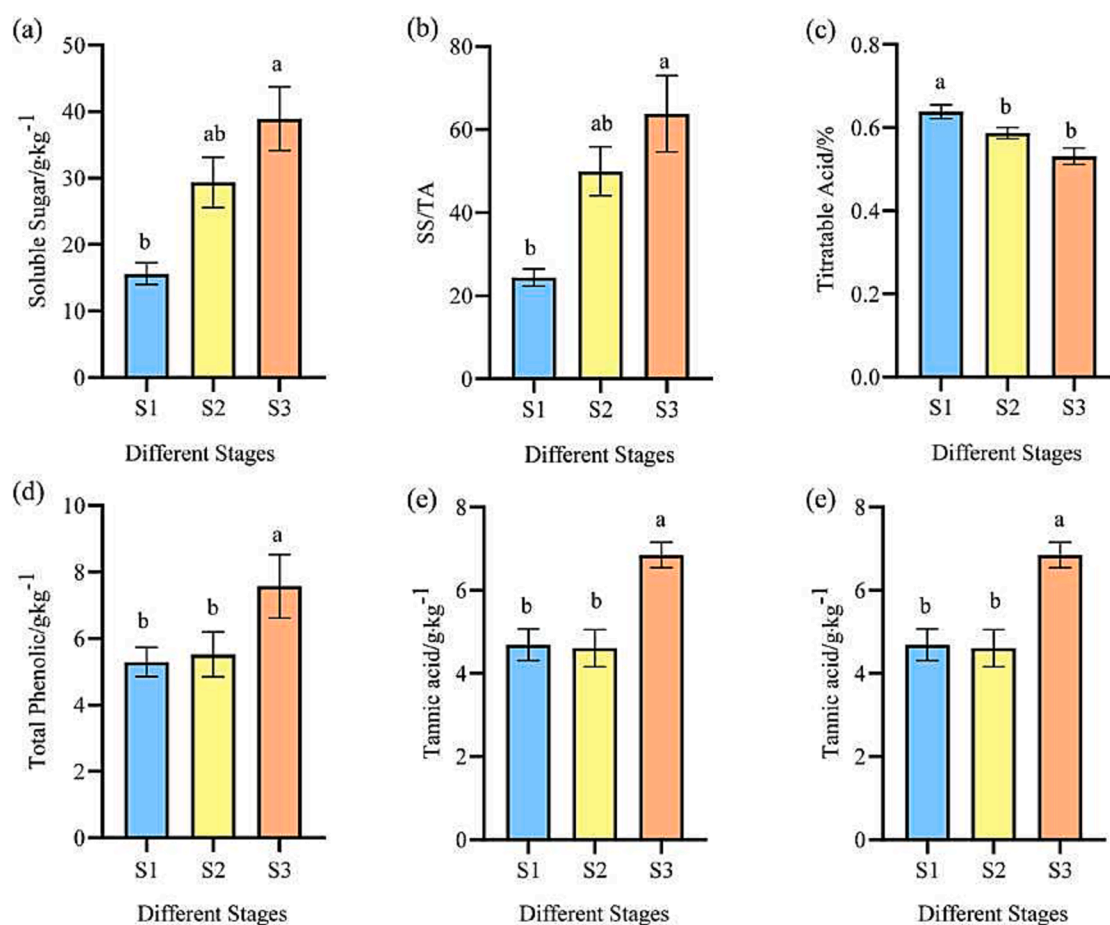 (a)
Soluble Sugar/g·kg⁻¹
50
40
30
20
10
0
b
ab
a
S1 S2 S3
Different Stages
(b)
SS/TA
80
60
40
20
0
b
ab
a
S1 S2 S3
Different Stages
(c)
Titratable Acid/%
0.8
0.6
0.4
0.2
0.0
a
b
b
S1 S2 S3
Different Stages
(d)
Total Phenolic/gkg⁻¹
10
8
6
4
2
0
b
b
a
S1 S2 S3
Different Stages
(e)
Tannic acid/g·kg⁻¹
8
6
4
2
0
b
b
a
S1 S2 S3
Different Stages
(e)
Tannic acid/g·kg⁻¹
8
6
4
2
0
b
b
a
S1 S2 S3
Different Stages